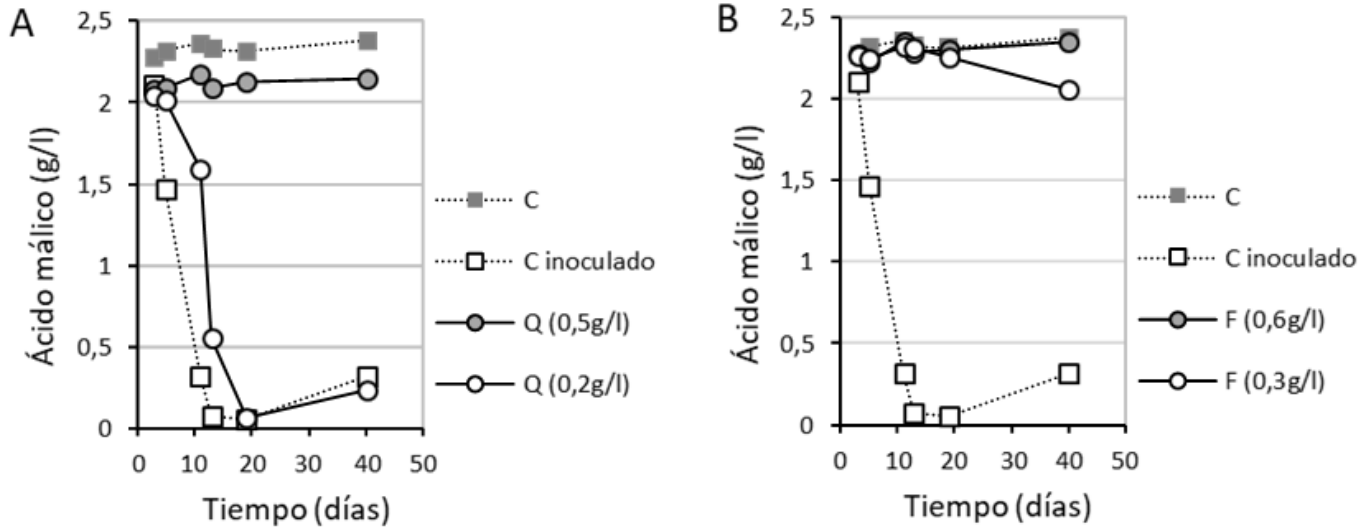 A
Ácido málico (g/l)
2,5
2
1,5
1
0,5
0
0 10 20 30 40 50
Tiempo (días)
C
C inoculado
Q (0,5g/l)
Q (0,2g/l)
B
Ácido málico (g/l)
2,5
2
1,5
1
0,5
0
0 10 20 30 40 50
Tiempo (días)
C
C inoculado
F (0,6g/l)
F (0,3g/l)